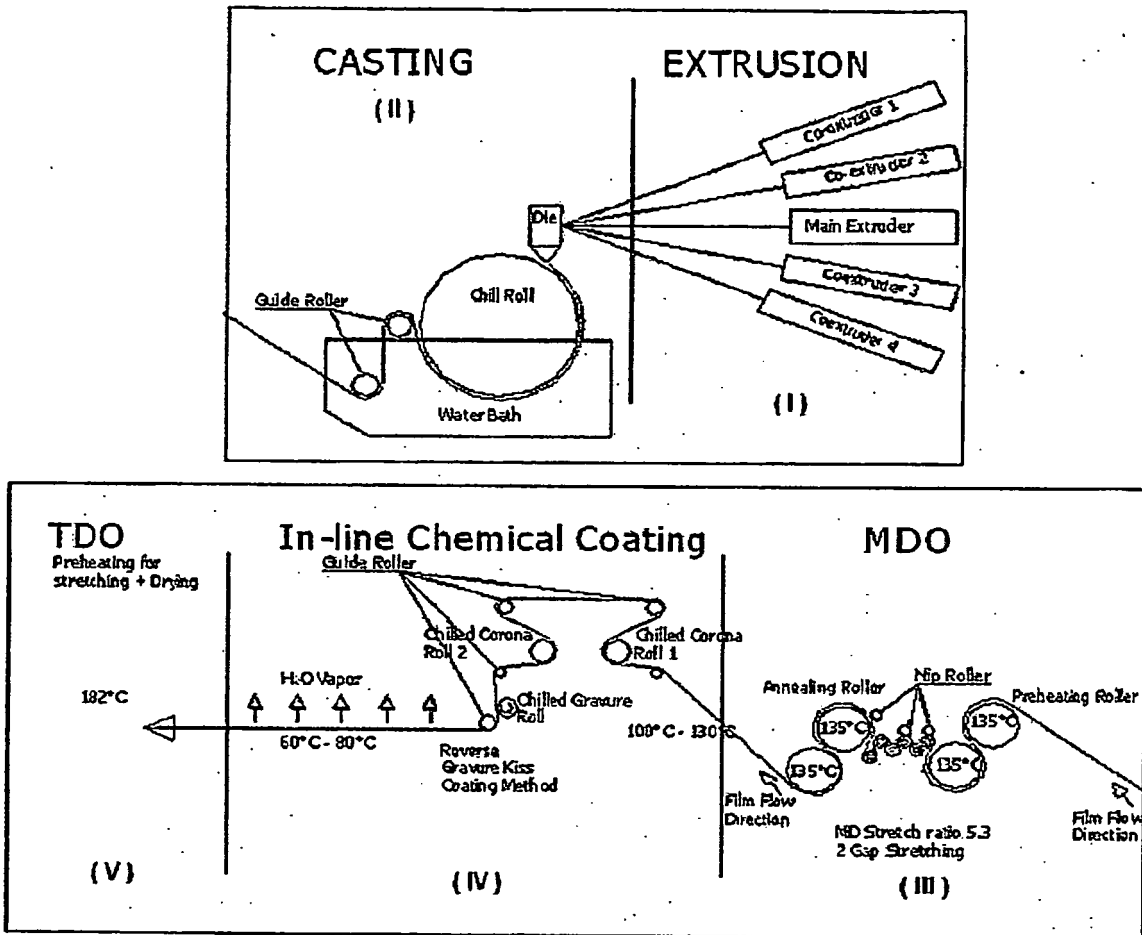 CASTING
(II)
EXTRUSION
Co-extruder 1
Co-extruder 2
Main Extruder
Coextruder 3
Coextruder 4
(I)
Die
Chill Roll
Guide Roller
Water Bath
TDO
Preheating for
stretching + Drying
182°C
(V)
In-line Chemical Coating
Guide Roller
Chilled Corona
Roll 2
Chilled Corona
Roll 1
H2O Vapor
Chilled Gravure
Roll
60°C - 80°C
Reverse
Gravure Kiss
Coating Method
100°C - 130°C
(IV)
MDO
Nip Roller
Annealing Roller
Preheating Roller
135°C
135°C
135°C
135°C
Film Flow
Direction
Film Flow
Direction
MD Stretch ratio 5.3
2 Gap Stretching
(III)